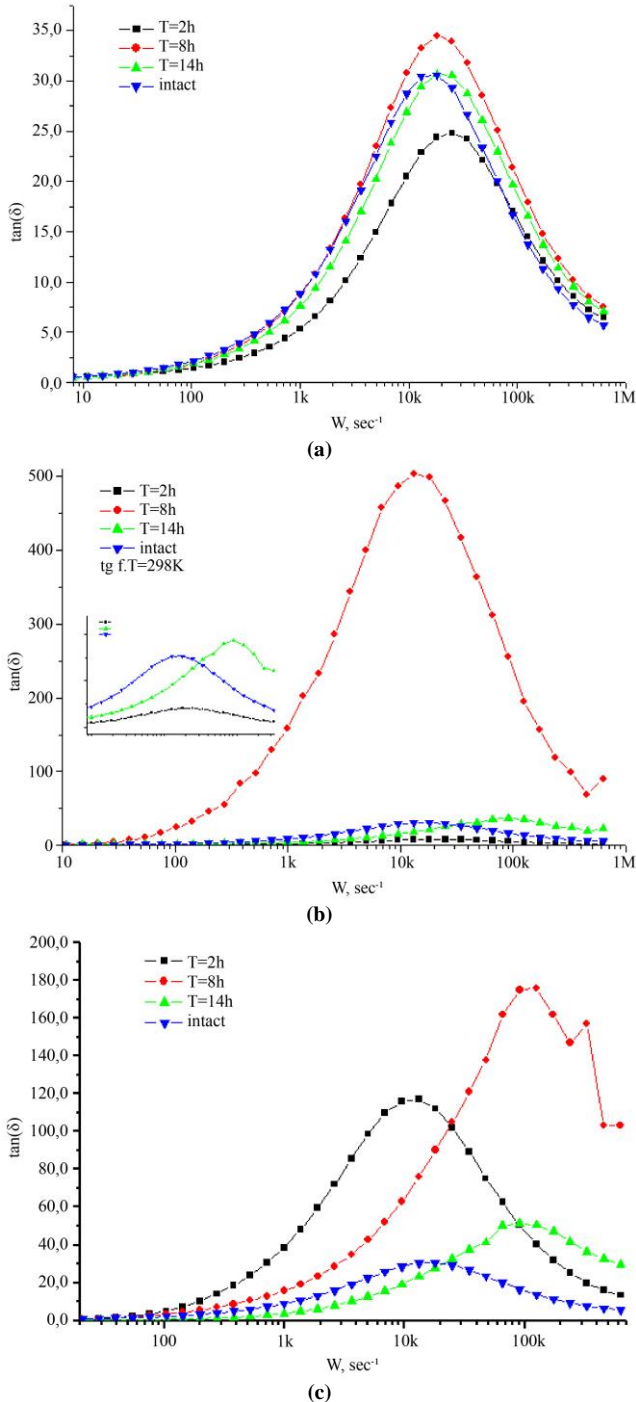 35,0
30,0
25,0
20,0
15,0
10,0
5,0
0,0
tan(δ)
T=2h
T=8h
T=14h
intact
10 100 1k 10k 100k 1M
W, sec⁻¹
(a)
500
400
300
200
100
0
tan(δ)
T=2h
T=8h
T=14h
intact
tg f.T=298K
10 100 1k 10k 100k 1M
W, sec⁻¹
(b)
200,0
180,0
160,0
140,0
120,0
100,0
80,0
60,0
40,0
20,0
0,0
tan(δ)
T=2h
T=8h
T=14h
intact
100 1k 10k 100k
W, sec⁻¹
(c)